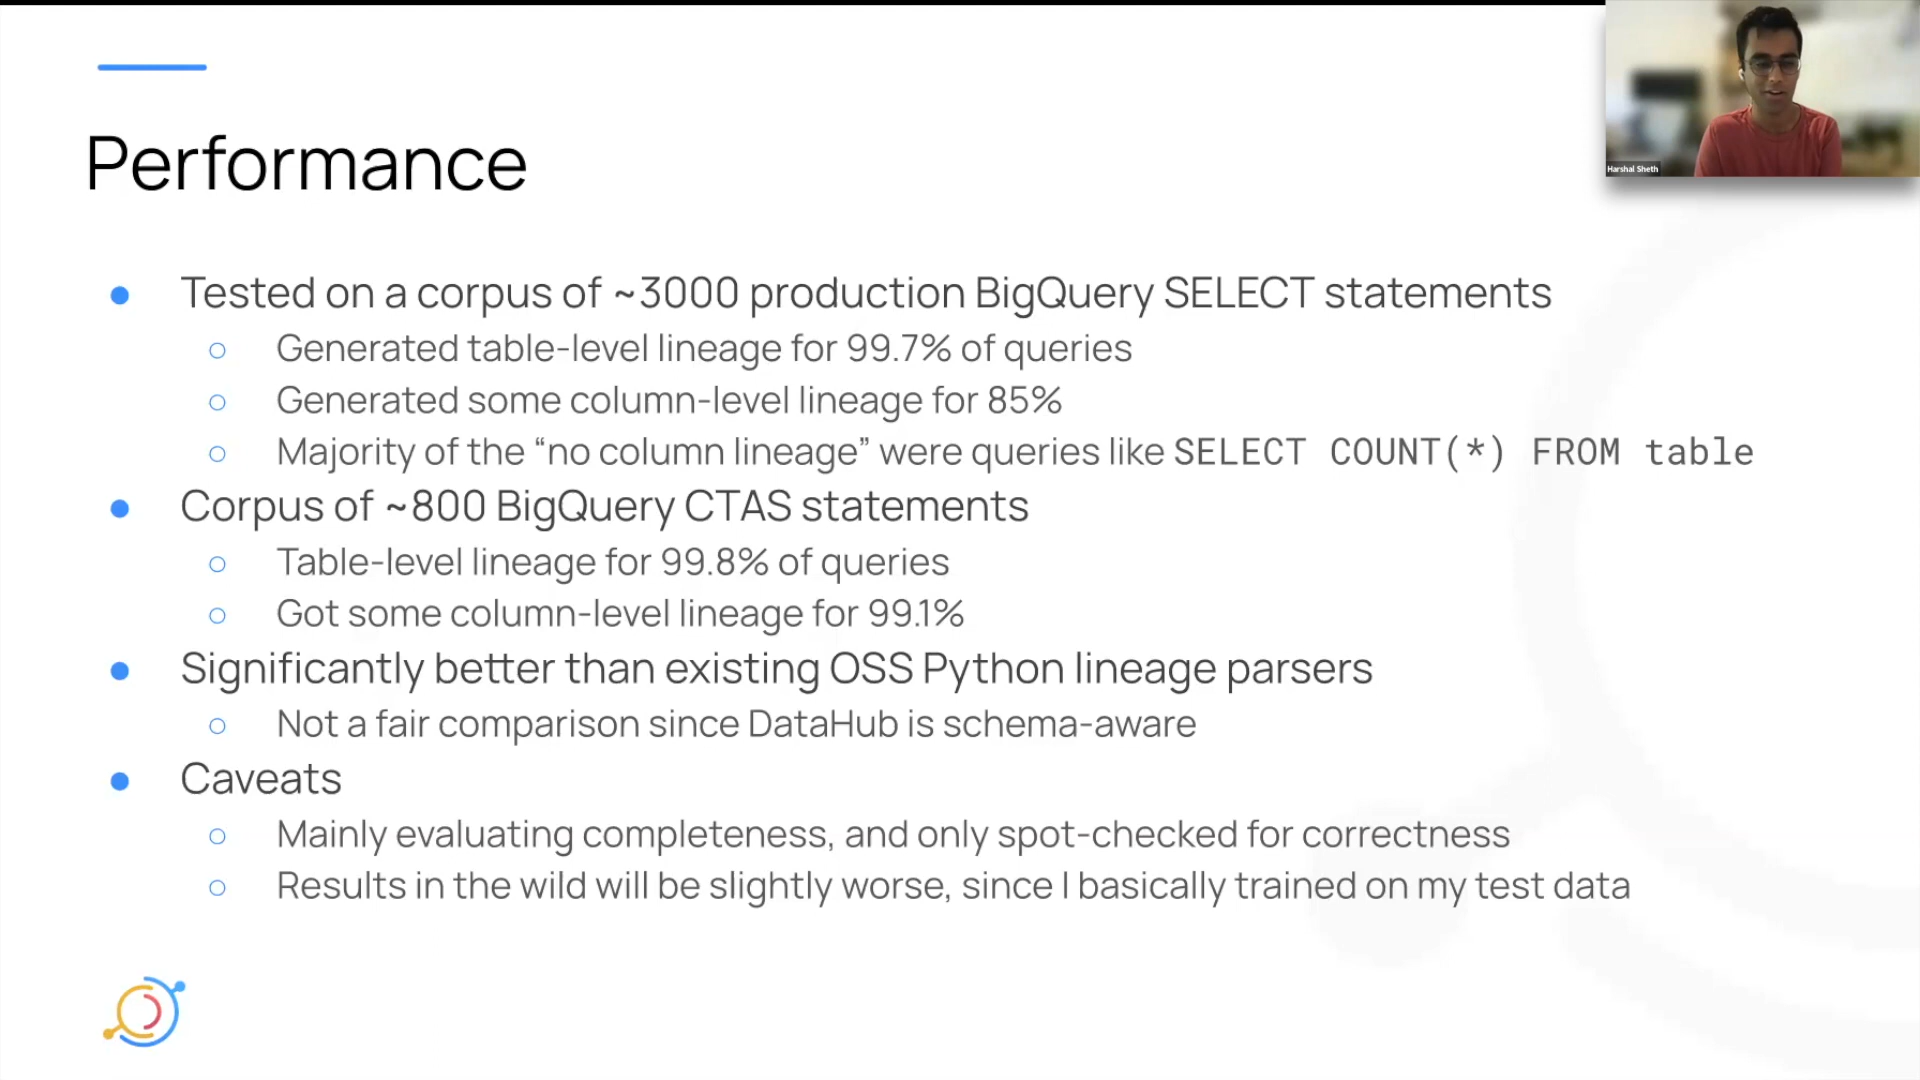 Performance
Harshal Sheth
● Tested on a corpus of ~3000 production BigQuery SELECT statements
○ Generated table-level lineage for 99.7% of queries
○ Generated some column-level lineage for 85%
○ Majority of the “no column lineage” were queries like SELECT COUNT(*) FROM table
● Corpus of ~800 BigQuery CTAS statements
○ Table-level lineage for 99.8% of queries
○ Got some column-level lineage for 99.1%
● Significantly better than existing OSS Python lineage parsers
○ Not a fair comparison since DataHub is schema-aware
● Caveats
○ Mainly evaluating completeness, and only spot-checked for correctness
○ Results in the wild will be slightly worse, since I basically trained on my test data